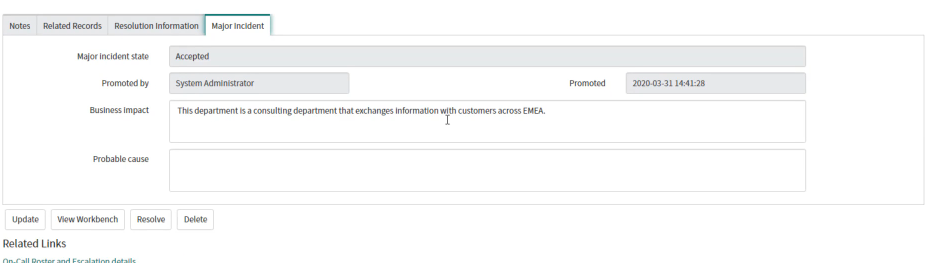 Notes Related Records Resolution Information Major Incident
Major incident state Accepted
Promoted by System Administrator Promoted 2020-03-31 14:41:28
Business Impact This department is a consulting department that exchanges information with customers across EMEA.
Probable cause
Update View Workbench Resolve Delete
Related Links
On-Call Roster and Escalation details